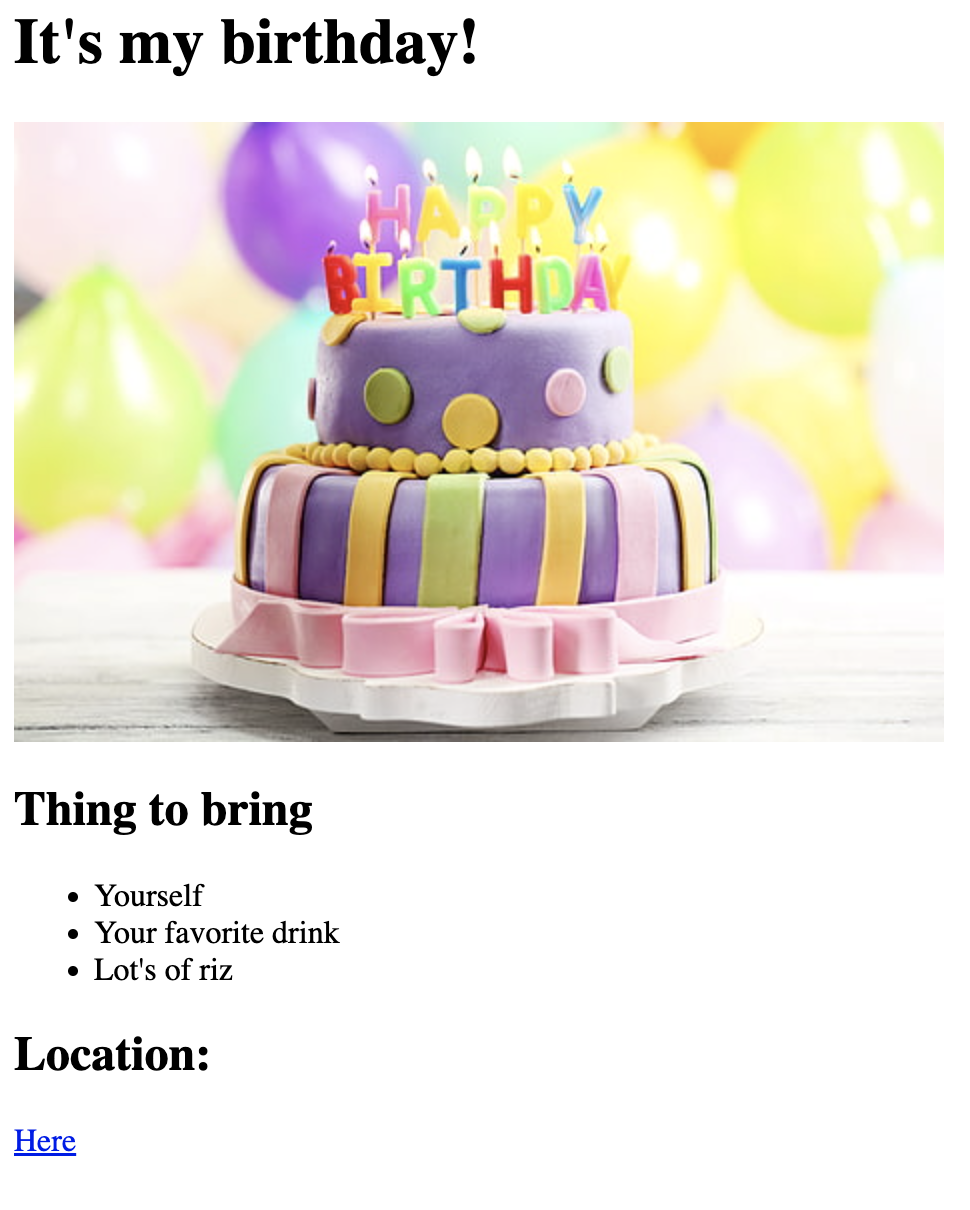 It's my birthday!
HAPPY
BIRTHDAY
Thing to bring
Yourself
Your favorite drink
Lot's of riz
Location:
Here